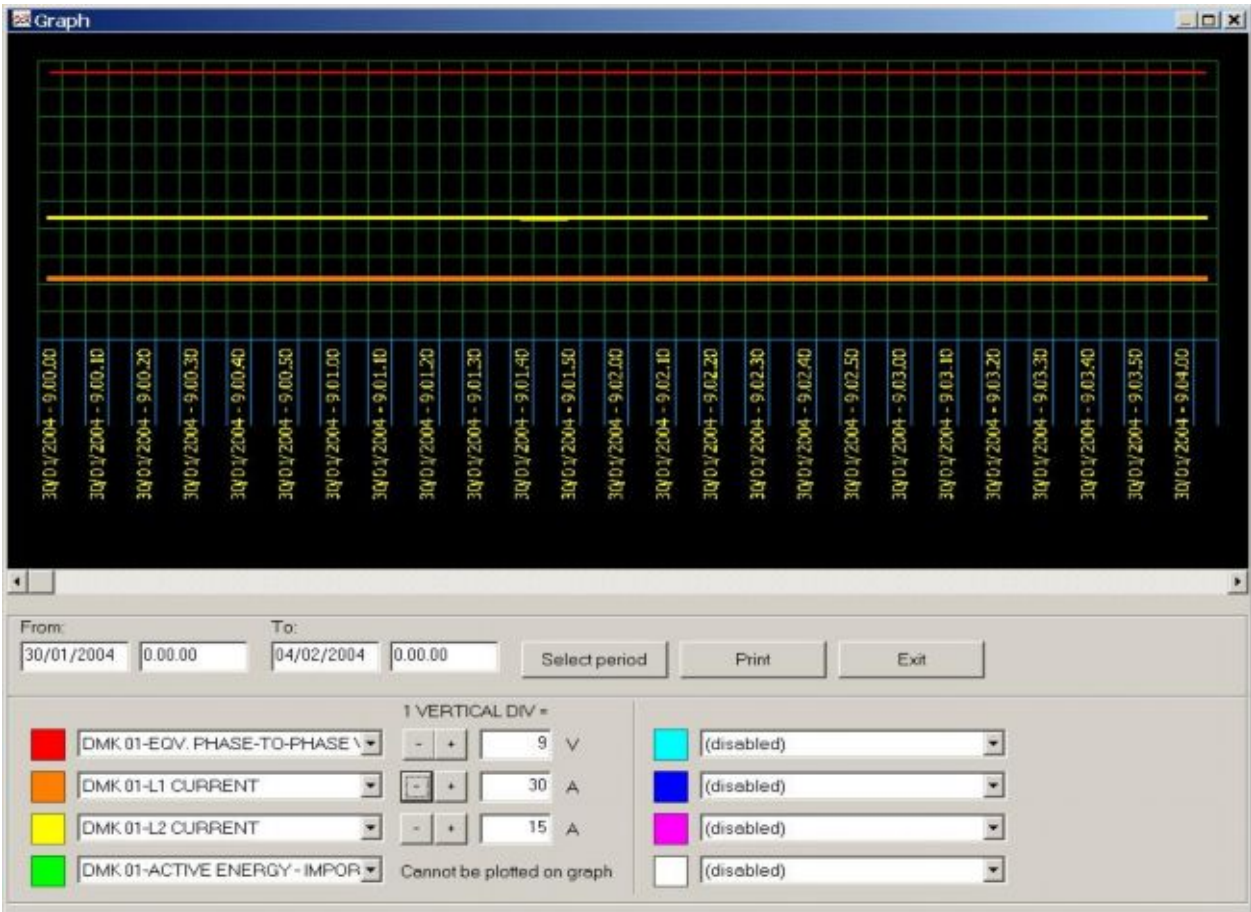 Graph
30/01/2004 - 9.00.00
30/01/2004 - 9.00.10
30/01/2004 - 9.00.20
30/01/2004 - 9.00.30
30/01/2004 - 9.00.40
30/01/2004 - 9.00.50
30/01/2004 - 9.01.00
30/01/2004 - 9.01.10
30/01/2004 - 9.01.20
30/01/2004 - 9.01.30
30/01/2004 - 9.01.40
30/01/2004 - 9.01.50
30/01/2004 - 9.02.00
30/01/2004 - 9.02.10
30/01/2004 - 9.02.20
30/01/2004 - 9.02.30
30/01/2004 - 9.02.40
30/01/2004 - 9.02.50
30/01/2004 - 9.03.00
30/01/2004 - 9.03.10
30/01/2004 - 9.03.20
30/01/2004 - 9.03.30
30/01/2004 - 9.03.40
30/01/2004 - 9.03.50
30/01/2004 - 9.04.00
From: To:
30/01/2004 0.00.00 04/02/2004 0.00.00 Select period Print Exit
1 VERTICAL DIV =
DMK 01-EQV. PHASE-TO-PHASE V - + 9 V (disabled)
DMK 01-L1 CURRENT - + 30 A (disabled)
DMK 01-L2 CURRENT - + 15 A (disabled)
DMK 01-ACTIVE ENERGY - IMPOR Cannot be plotted on graph (disabled)